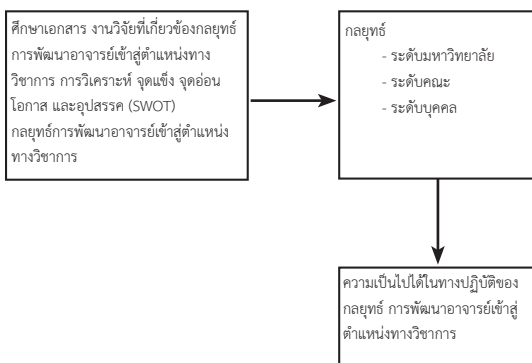 ศึกษาเอกสาร งานวิจัยที่เกี่ยวข้องกลยุทธ์
การพัฒนาอาจารย์เข้าสู่ตำแหน่งทาง
วิชาการ การวิเคราะห์ จุดแข็ง จุดอ่อน
โอกาส และอุปสรรค (SWOT)
กลยุทธ์การพัฒนาอาจารย์เข้าสู่ตำแหน่ง
ทางวิชาการ
กลยุทธ์
- ระดับมหาวิทยาลัย
- ระดับคณะ
- ระดับบุคคล
ความเป็นไปได้ในทางปฏิบัติของ
กลยุทธ์ การพัฒนาอาจารย์เข้าสู่
ตำแหน่งทางวิชาการ